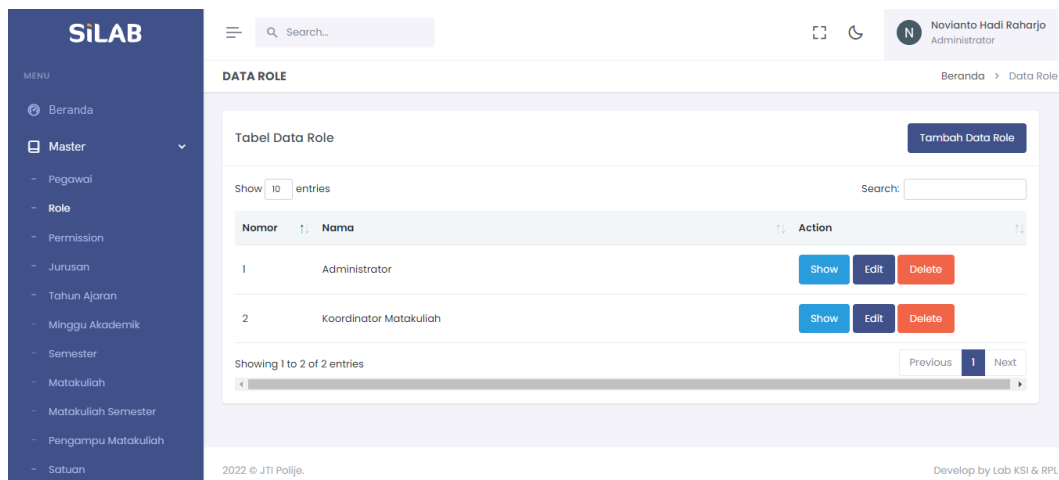 SiLAB
Search...
N
Novianto Hadi Raharjo
Administrator
MENU
DATA ROLE
Beranda > Data Role
Beranda
Master
- Pegawai
- Role
- Permission
- Jurusan
- Tahun Ajaran
- Minggu Akademik
- Semester
- Matakuliah
- Matakuliah Semester
- Pengampu Matakuliah
- Satuan
Tabel Data Role
Tambah Data Role
Show 10 entries
Search:
Nomor Nama Action
1 Administrator Show Edit Delete
2 Koordinator Matakuliah Show Edit Delete
Showing 1 to 2 of 2 entries
Previous 1 Next
2022 © JTI Polije.
Develop by Lab KSI & RPL